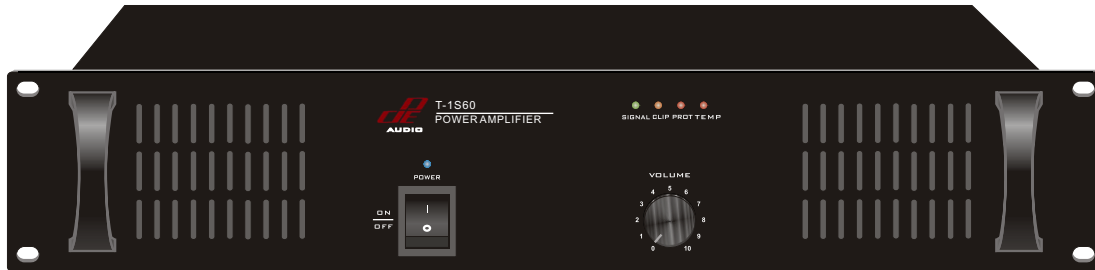 T-1S60
POWER AMPLIFIER
AUDIO
SIGNAL CLIP PROT TEMP
POWER
ON
OFF
I
O
VOLUME
0 1 2 3 4 5 6 7 8 9 10